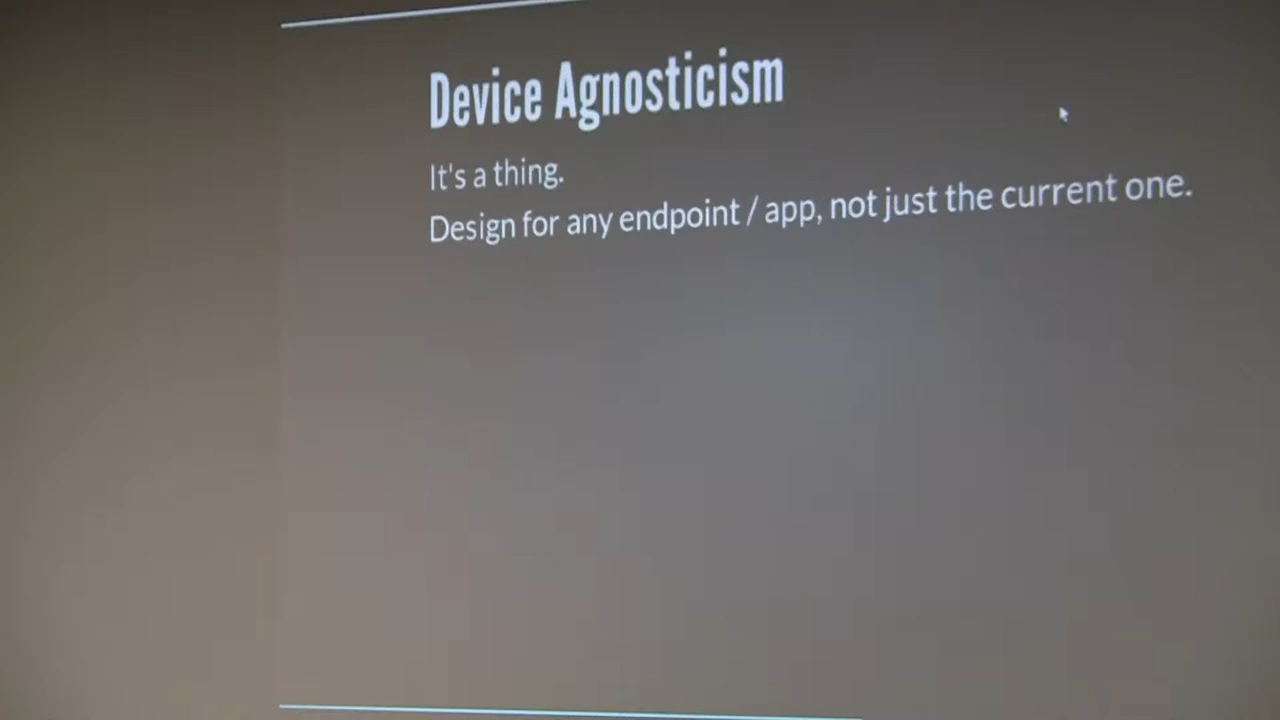 Device Agnosticism
It's a thing.
Design for any endpoint / app, not just the current one.